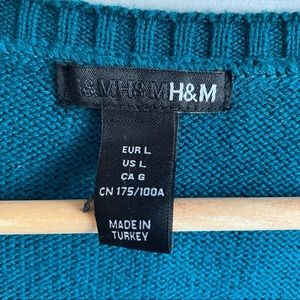 H&M H&M H&M
EUR L
US L
CA G
CN 175/100A
MADE IN
TURKEY